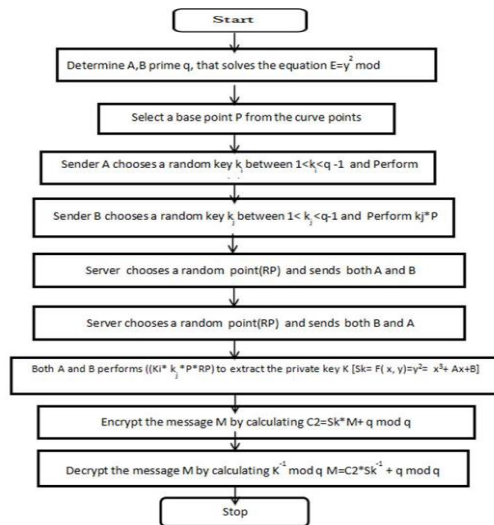 Start
Determine A,B prime q, that solves the equation E=y² mod
Select a base point P from the curve points
Sender A chooses a random key kᵢ between 1<kᵢ<q -1 and Perform
Sender B chooses a random key kⱼ between 1< kⱼ<q-1 and Perform kj*P
Server chooses a random point(RP) and sends both A and B
Server chooses a random point(RP) and sends both B and A
Both A and B performs ((Ki* kⱼ*P*RP) to extract the private key K [Sk= F( x, y)=y²= x³+ Ax+B]
Encrypt the message M by calculating C2=Sk*M+ q mod q
Decrypt the message M by calculating K⁻¹ mod q M=C2*Sk⁻¹ + q mod q
Stop